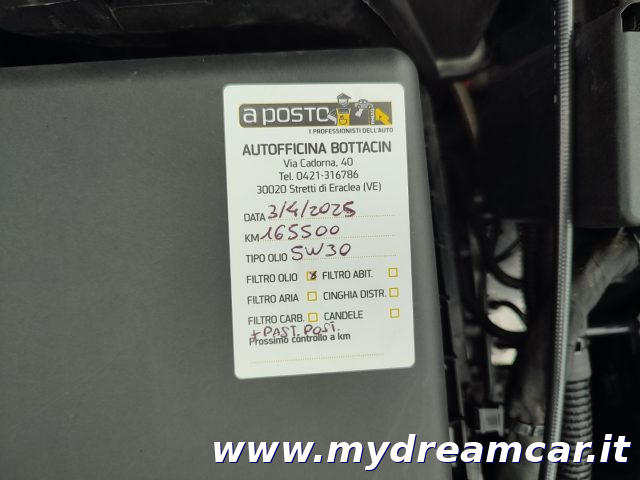 a posto
I PROFESSIONISTI DELL'AUTO
AUTOFFICINA BOTTACIN
Via Cadorna, 40
Tel. 0421-316786
30020 Stretti di Eraclea (VE)
DATA 3/4/2025
KM 165500
TIPO OLIO 5W30
FILTRO OLIO X FILTRO ABIT.
FILTRO ARIA CINGHIA DISTR.
FILTRO CARB. CANDELE
+ PAST. POST.
Prossimo controllo a km
www.mydreamcar.it